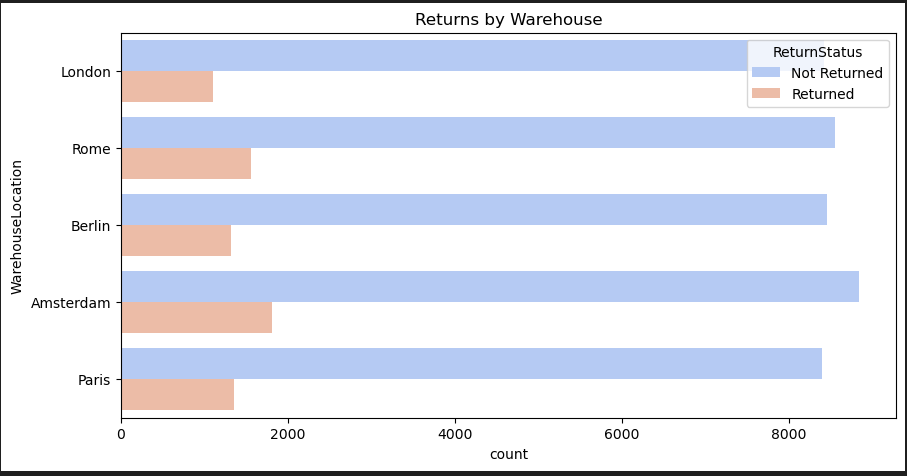 Returns by Warehouse
ReturnStatus
Not Returned
Returned
WarehouseLocation
London
Rome
Berlin
Amsterdam
Paris
0 2000 4000 6000 8000
count